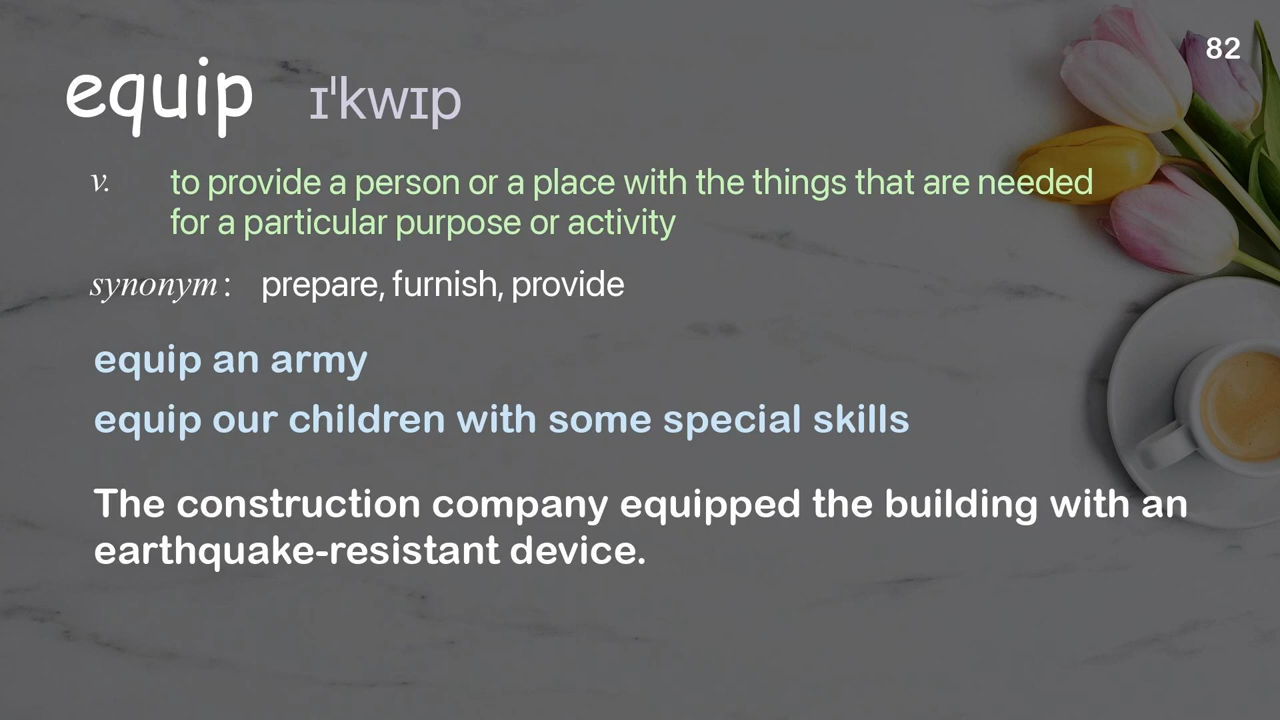 82
equip ɪˈkwɪp
v. to provide a person or a place with the things that are needed
for a particular purpose or activity
synonym : prepare, furnish, provide
equip an army
equip our children with some special skills
The construction company equipped the building with an
earthquake-resistant device.